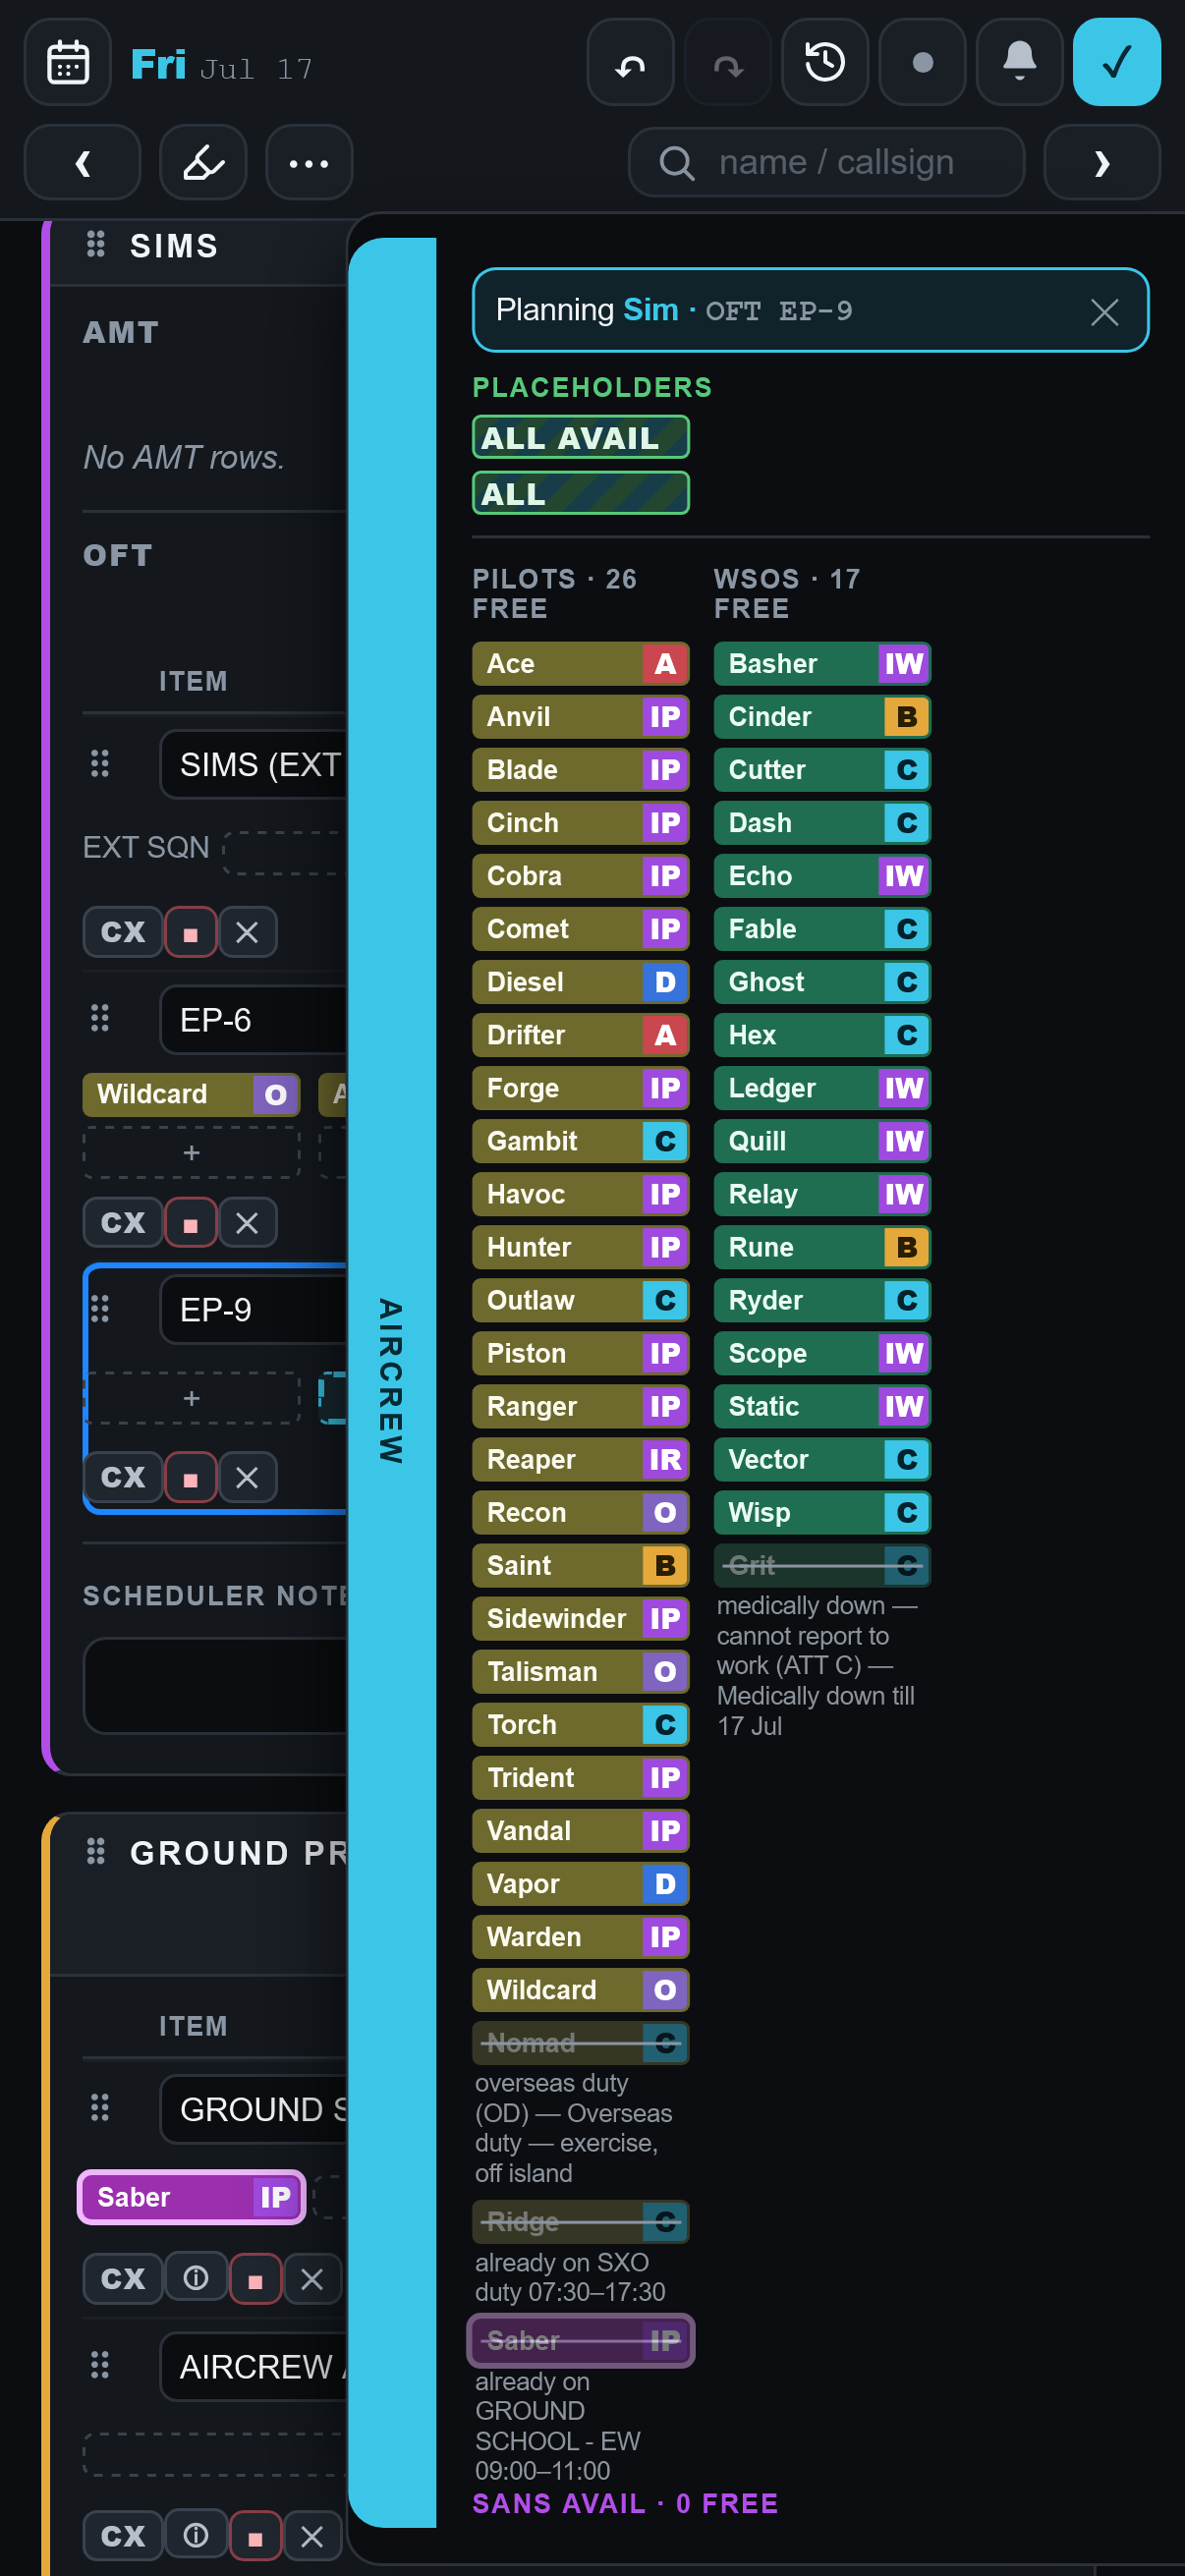 Fri Jul 17
name / callsign
SIMS
AMT
No AMT rows.
OFT
ITEM
SIMS (EXT
EXT SQN
CX
EP-6
Wildcard O A
+
CX
EP-9
+
CX
SCHEDULER NOTE
GROUND PR
ITEM
GROUND S
Saber IP
CX
AIRCREW A
CX
AIRCREW
Planning Sim · OFT EP-9
PLACEHOLDERS
ALL AVAIL
ALL
PILOTS · 26
FREE
Ace A
Anvil IP
Blade IP
Cinch IP
Cobra IP
Comet IP
Diesel D
Drifter A
Forge IP
Gambit C
Havoc IP
Hunter IP
Outlaw C
Piston IP
Ranger IP
Reaper IR
Recon O
Saint B
Sidewinder IP
Talisman O
Torch C
Trident IP
Vandal IP
Vapor D
Warden IP
Wildcard O
Nomad C
overseas duty
(OD) — Overseas
duty — exercise,
off island
Ridge C
already on SXO
duty 07:30–17:30
Saber IP
already on
GROUND
SCHOOL - EW
09:00–11:00
WSOS · 17
FREE
Basher IW
Cinder B
Cutter C
Dash C
Echo IW
Fable C
Ghost C
Hex C
Ledger IW
Quill IW
Relay IW
Rune B
Ryder C
Scope IW
Static IW
Vector C
Wisp C
Grit C
medically down —
cannot report to
work (ATT C) —
Medically down till
17 Jul
SANS AVAIL · 0 FREE